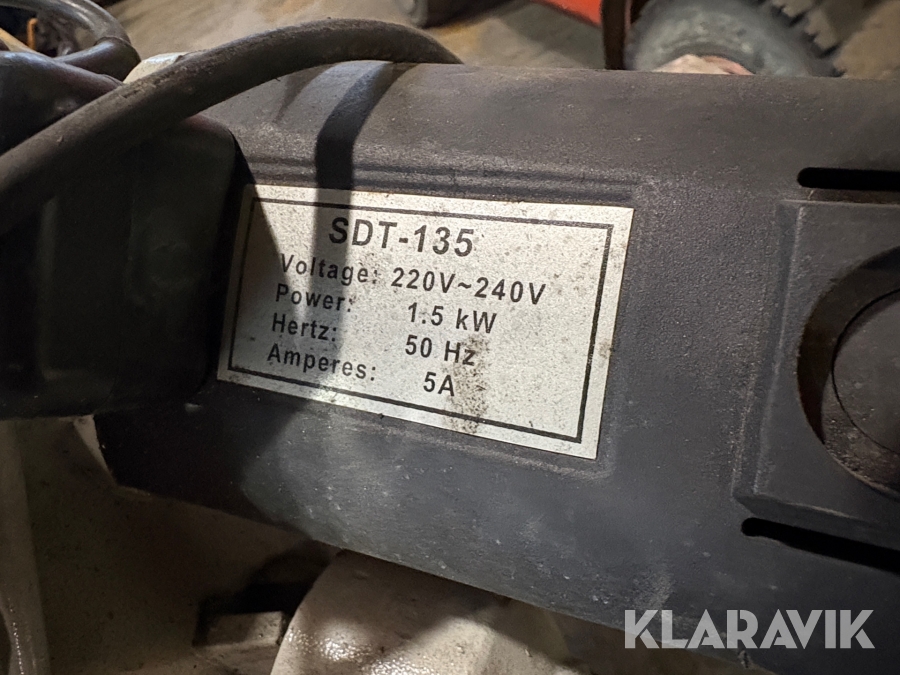 SDT-135
Voltage: 220V~240V
Power: 1.5 kW
Hertz: 50 Hz
Amperes: 5A
KLARAVIK